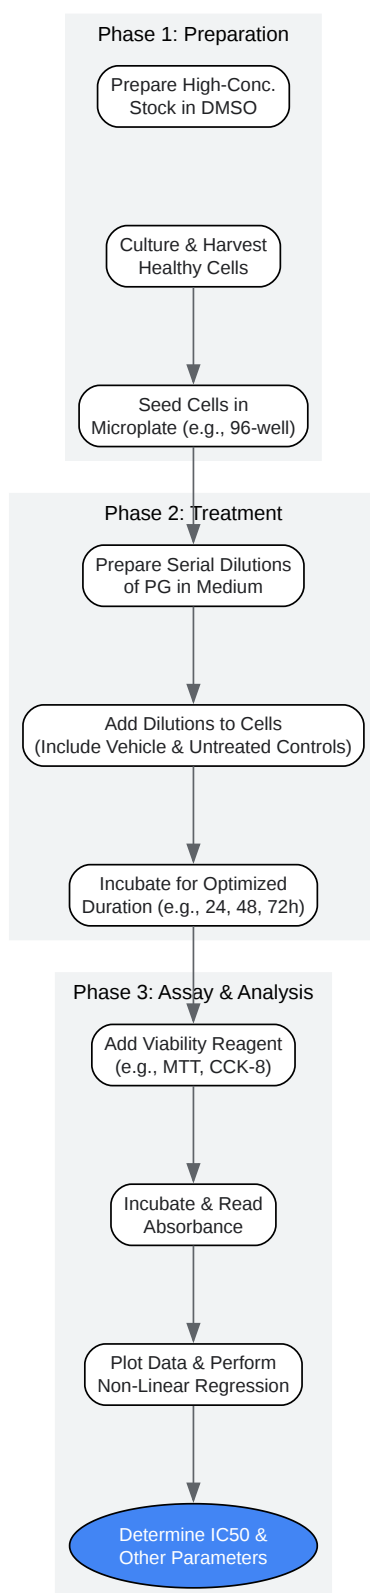 Phase 1: Preparation
Prepare High-Conc.
Stock in DMSO
Culture & Harvest
Healthy Cells
Seed Cells in
Microplate (e.g., 96-well)
Phase 2: Treatment
Prepare Serial Dilutions
of PG in Medium
Add Dilutions to Cells
(Include Vehicle & Untreated Controls)
Incubate for Optimized
Duration (e.g., 24, 48, 72h)
Phase 3: Assay & Analysis
Add Viability Reagent
(e.g., MTT, CCK-8)
Incubate & Read
Absorbance
Plot Data & Perform
Non-Linear Regression
Determine IC50 &
Other Parameters